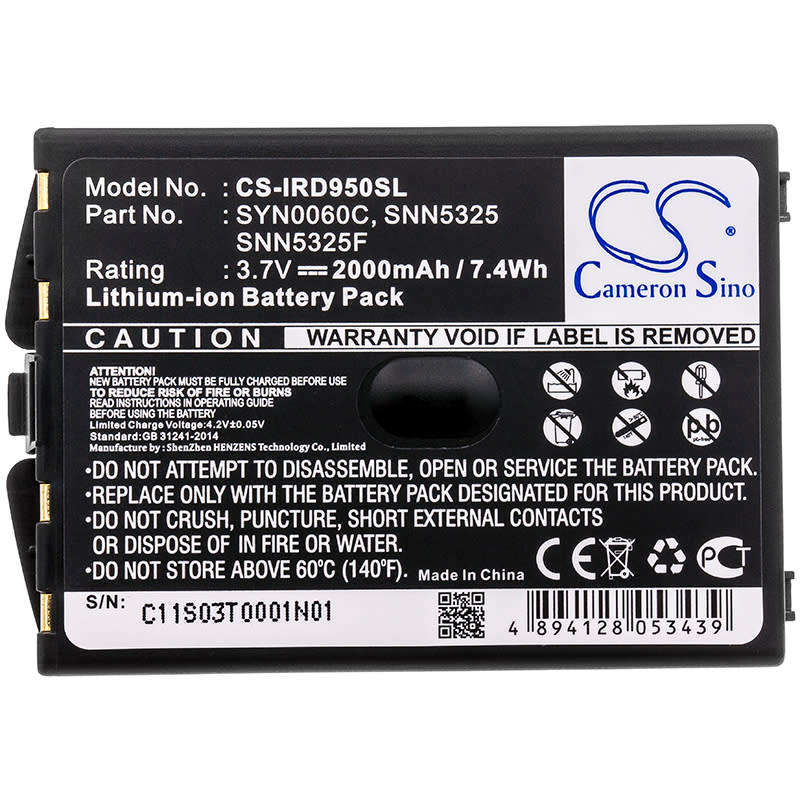 Model No. : CS-IRD950SL
Part No. : SYN0060C, SNN5325
SNN5325F
Rating : 3.7V 2000mAh / 7.4Wh
Lithium-ion Battery Pack
CS ®
Cameron Sino
CAUTION WARRANTY VOID IF LABEL IS REMOVED
ATTENTION!
NEW BATTERY PACK MUST BE FULLY CHARGED BEFORE USE
TO REDUCE RISK OF FIRE OR BURNS
READ INSTRUCTIONS IN BATTERY GUIDE BEFORE USING.
Limited Charge Voltage:4.2V±0.05V
Standard:GB 31241-2014
Manufacturer by : ShenZhen HENZENS Technology Co., Limited
Pb
•DO NOT ATTEMPT TO DISASSEMBLE, OPEN OR SERVICE BATTERY PACK.
•REPLACE ONLY WITH THE BATTERY PACK DESIGNATED FOR THIS PRODUCT.
•DO NOT CRUSH, PUNCTURE, SHORT EXTERNAL CONTACTS
OR DISPOSE OF IN FIRE OR WATER.
•DO NOT STORE ABOVE 60°C (140°F).
Made In China
CE
PCT
S/N: C11S03T0001N01
4 894128 053439